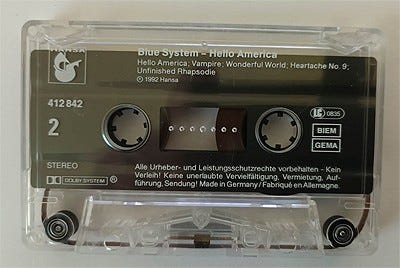 HANSA
Blue System – Hello America
Hello America; Vampire; Wonderful World; Heartache No. 9;
Unfinished Rhapsodie
Ⓟ 1992 Hansa
412 842
2
LC 0835
BIEM
GEMA
STEREO
DOLBY SYSTEM ®
Alle Urheber- und Leistungsschutzrechte vorbehalten - Kein
Verleih! Keine unerlaubte Vervielfältigung, Vermietung, Auf-
führung, Sendung! Made in Germany / Fabriqué en Allemagne.